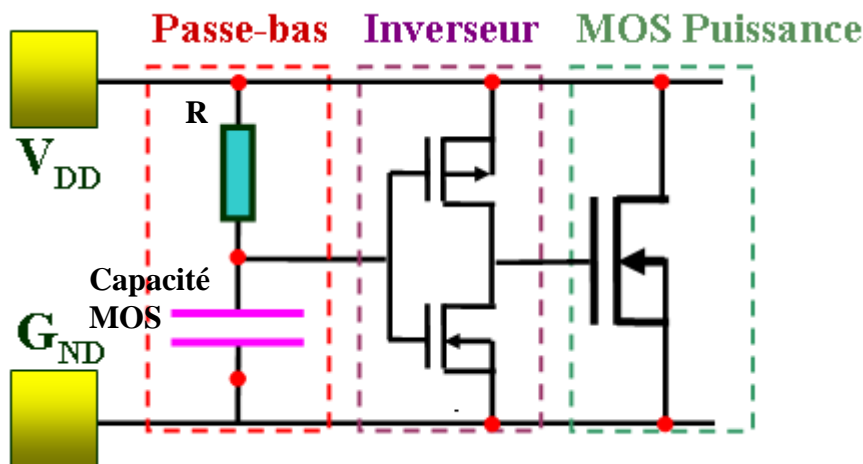 Passe-bas
Inverseur
MOS Puissance
R
VDD
Capacité
MOS
GND